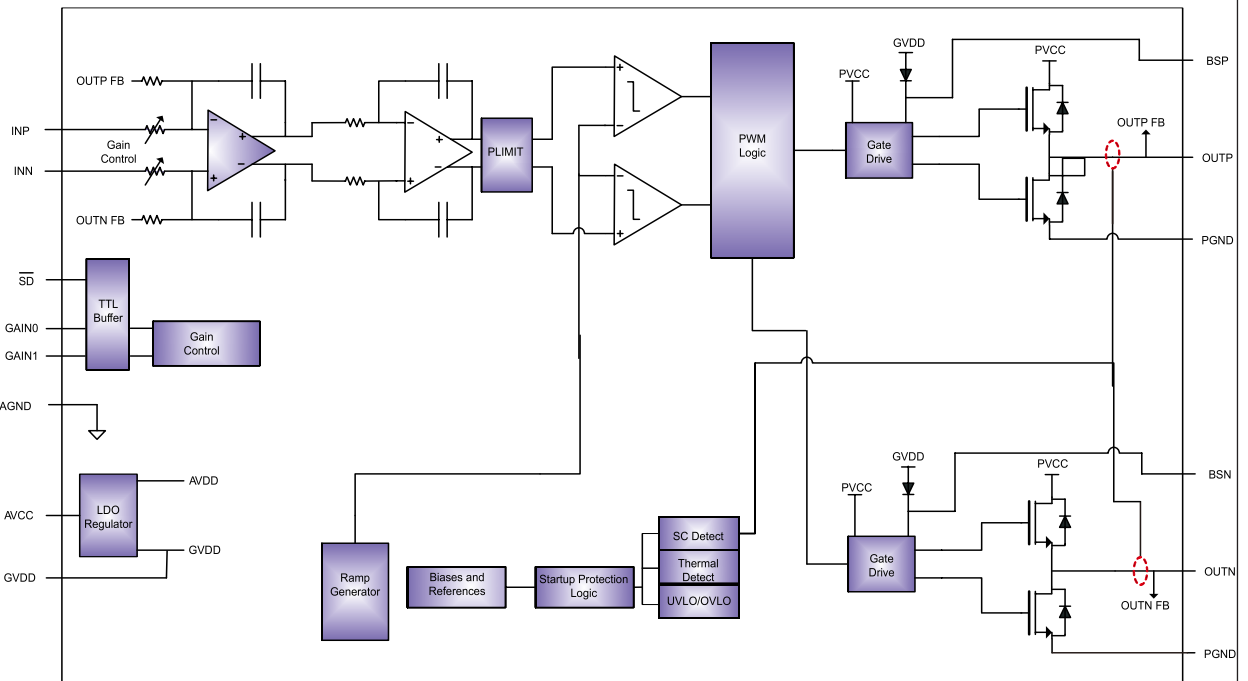 OUTP FB
INP
Gain
Control
INN
OUTN FB
+
−
+
−
−
+
+
−
PLIMIT
+
−
−
+
PWM
Logic
GVDD
PVCC
Gate
Drive
PVCC
BSP
OUTP FB
OUTP
PGND
SD
GAIN0
GAIN1
TTL
Buffer
Gain
Control
AGND
AVCC
GVDD
LDO
Regulator
AVDD
GVDD
Ramp
Generator
Biases and
References
Startup Protection
Logic
SC Detect
Thermal
Detect
UVLO/OVLO
GVDD
PVCC
Gate
Drive
PVCC
BSN
OUTN
OUTN FB
PGND